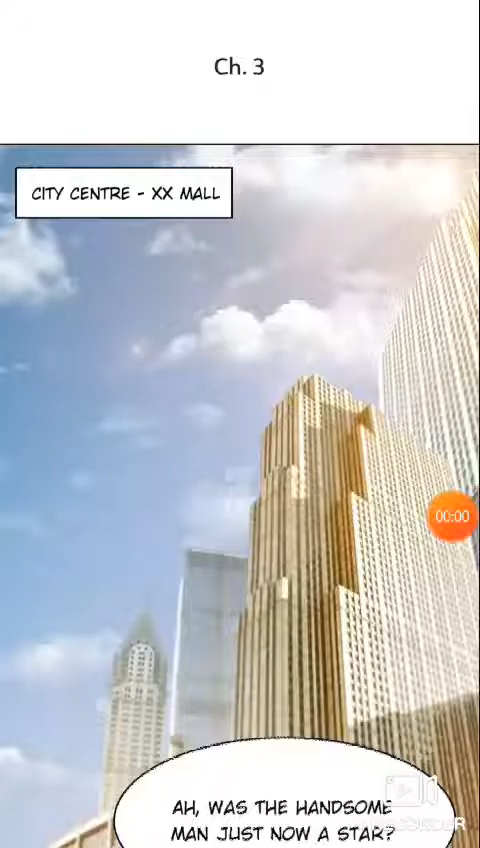 Ch. 3
CITY CENTRE - XX MALL
00:00
AH, WAS THE HANDSOME
MAN JUST NOW A STAR?